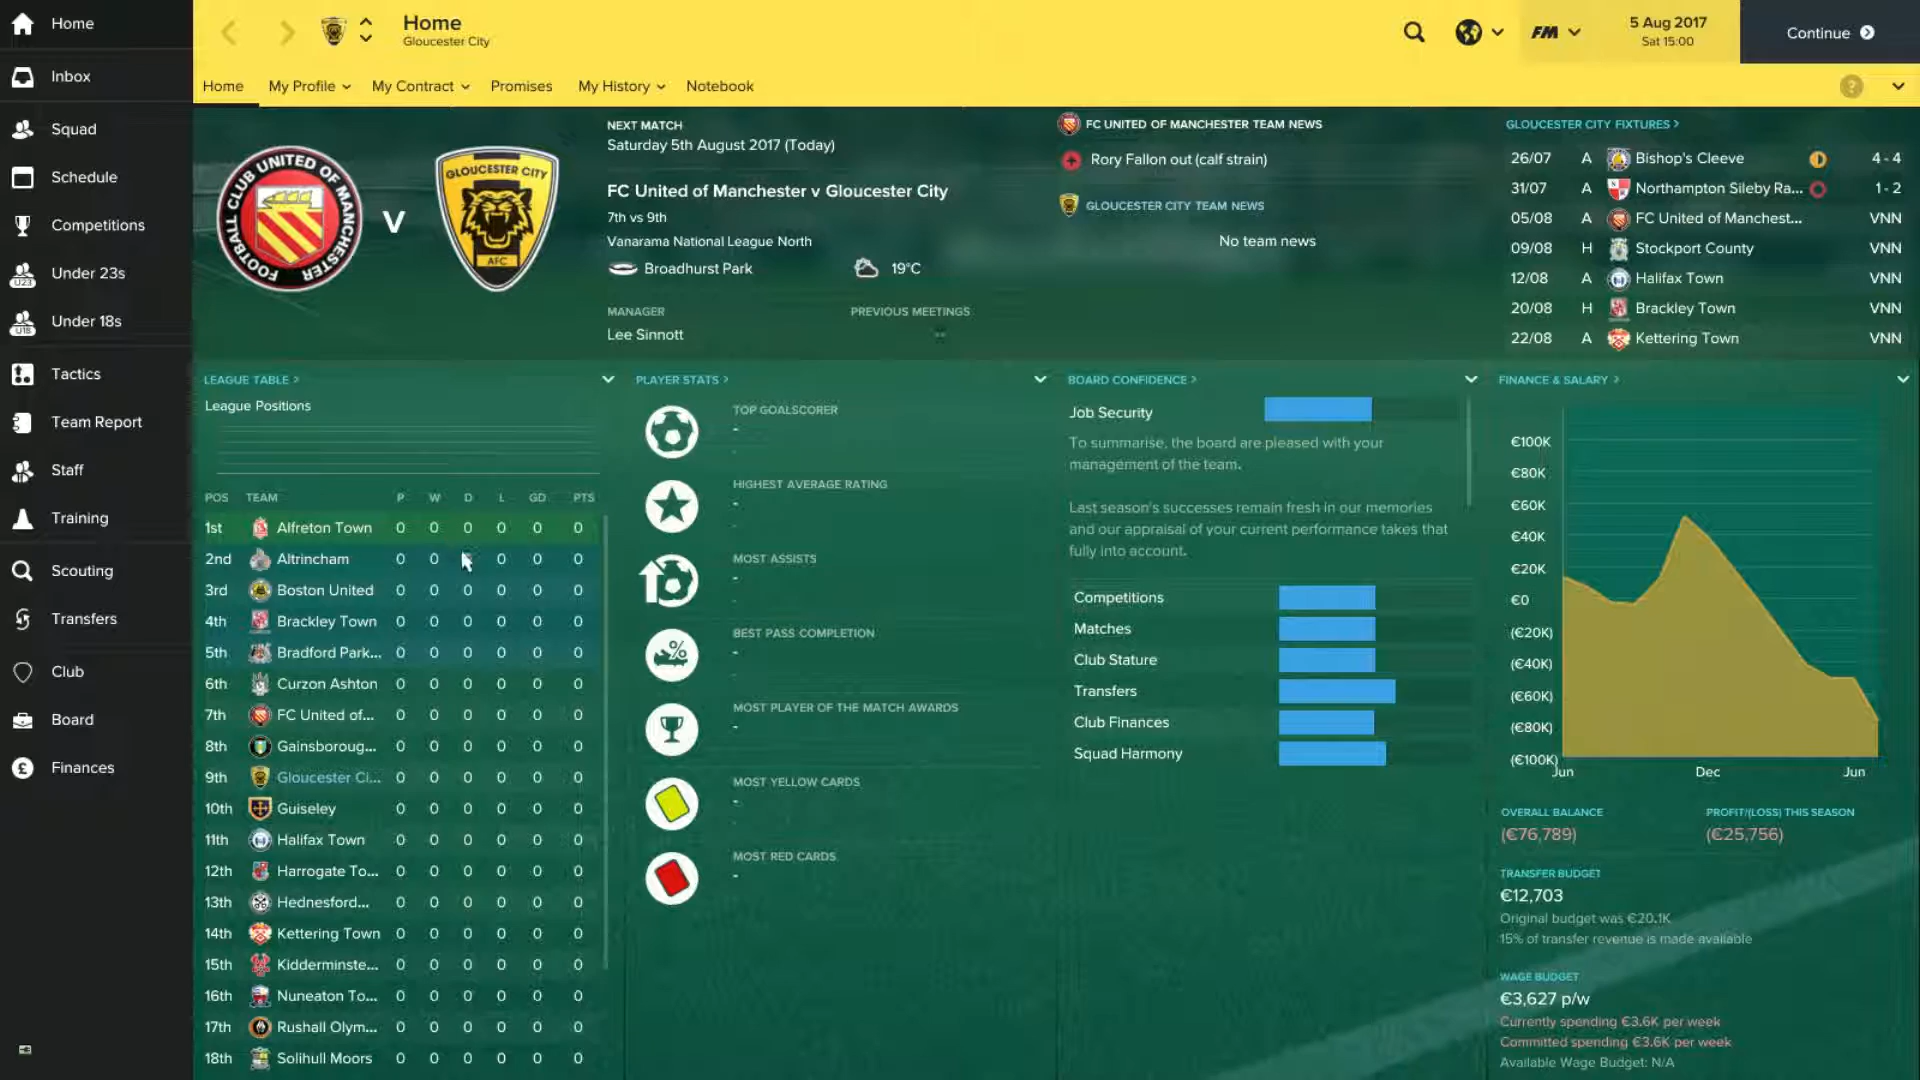 Home
Inbox
Squad
Schedule
Competitions
Under 23s
U23
Under 18s
U18
Tactics
Team Report
Staff
Training
Scouting
Transfers
Club
Board
Finances
Home
Gloucester City
FM
5 Aug 2017
Sat 15:00
Continue
Home
My Profile
My Contract
Promises
My History
Notebook
?
FOOTBALL CLUB UNITED OF MANCHESTER
V
GLOUCESTER CITY
AFC
NEXT MATCH
Saturday 5th August 2017 (Today)
FC United of Manchester v Gloucester City
7th vs 9th
Vanarama National League North
Broadhurst Park 19°C
MANAGER
Lee Sinnott
PREVIOUS MEETINGS
--
FC UNITED OF MANCHESTER TEAM NEWS
Rory Fallon out (calf strain)
GLOUCESTER CITY TEAM NEWS
No team news
GLOUCESTER CITY FIXTURES >
26/07 A Bishop's Cleeve 4 - 4
31/07 A Northampton Sileby Ra... 1 - 2
05/08 A FC United of Manchest... VNN
09/08 H Stockport County VNN
12/08 A Halifax Town VNN
20/08 H Brackley Town VNN
22/08 A Kettering Town VNN
LEAGUE TABLE >
League Positions
POS TEAM P W D L GD PTS
1st Alfreton Town 0 0 0 0 0 0
2nd Altrincham 0 0 0 0 0
3rd Boston United 0 0 0 0 0 0
4th Brackley Town 0 0 0 0 0 0
5th Bradford Park... 0 0 0 0 0 0
6th Curzon Ashton 0 0 0 0 0 0
7th FC United of... 0 0 0 0 0 0
8th Gainsboroug... 0 0 0 0 0 0
9th Gloucester Ci... 0 0 0 0 0 0
10th Guiseley 0 0 0 0 0 0
11th Halifax Town 0 0 0 0 0 0
12th Harrogate To... 0 0 0 0 0 0
13th Hednesford... 0 0 0 0 0 0
14th Kettering Town 0 0 0 0 0 0
15th Kidderminste... 0 0 0 0 0 0
16th Nuneaton To... 0 0 0 0 0 0
17th Rushall Olym... 0 0 0 0 0 0
18th Solihull Moors 0 0 0 0 0 0
PLAYER STATS >
TOP GOALSCORER
-
HIGHEST AVERAGE RATING
-
MOST ASSISTS
-
BEST PASS COMPLETION
-
MOST PLAYER OF THE MATCH AWARDS
-
MOST YELLOW CARDS
-
MOST RED CARDS
-
BOARD CONFIDENCE >
Job Security
To summarise, the board are pleased with your
management of the team.
Last season's successes remain fresh in our memories
and our appraisal of your current performance takes that
fully into account.
Competitions
Matches
Club Stature
Transfers
Club Finances
Squad Harmony
FINANCE & SALARY >
€100K
€80K
€60K
€40K
€20K
€0
(€20K)
(€40K)
(€60K)
(€80K)
(€100K)
Jun Dec Jun
OVERALL BALANCE
(€76,789)
PROFIT/(LOSS) THIS SEASON
(€25,756)
TRANSFER BUDGET
€12,703
Original budget was €20.1K
15% of transfer revenue is made available
WAGE BUDGET
€3,627 p/w
Currently spending €3.6K per week
Committed spending €3.6K per week
Available Wage Budget: N/A